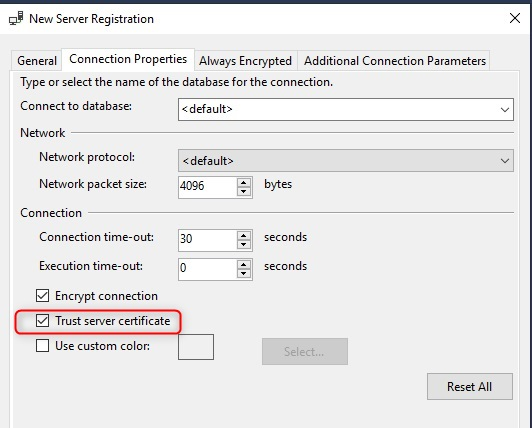 New Server Registration
General Connection Properties Always Encrypted Additional Connection Parameters
Type or select the name of the database for the connection.
Connect to database: <default>
Network
Network protocol: <default>
Network packet size: 4096 bytes
Connection
Connection time-out: 30 seconds
Execution time-out: 0 seconds
Encrypt connection
Trust server certificate
Use custom color: Select...
Reset All